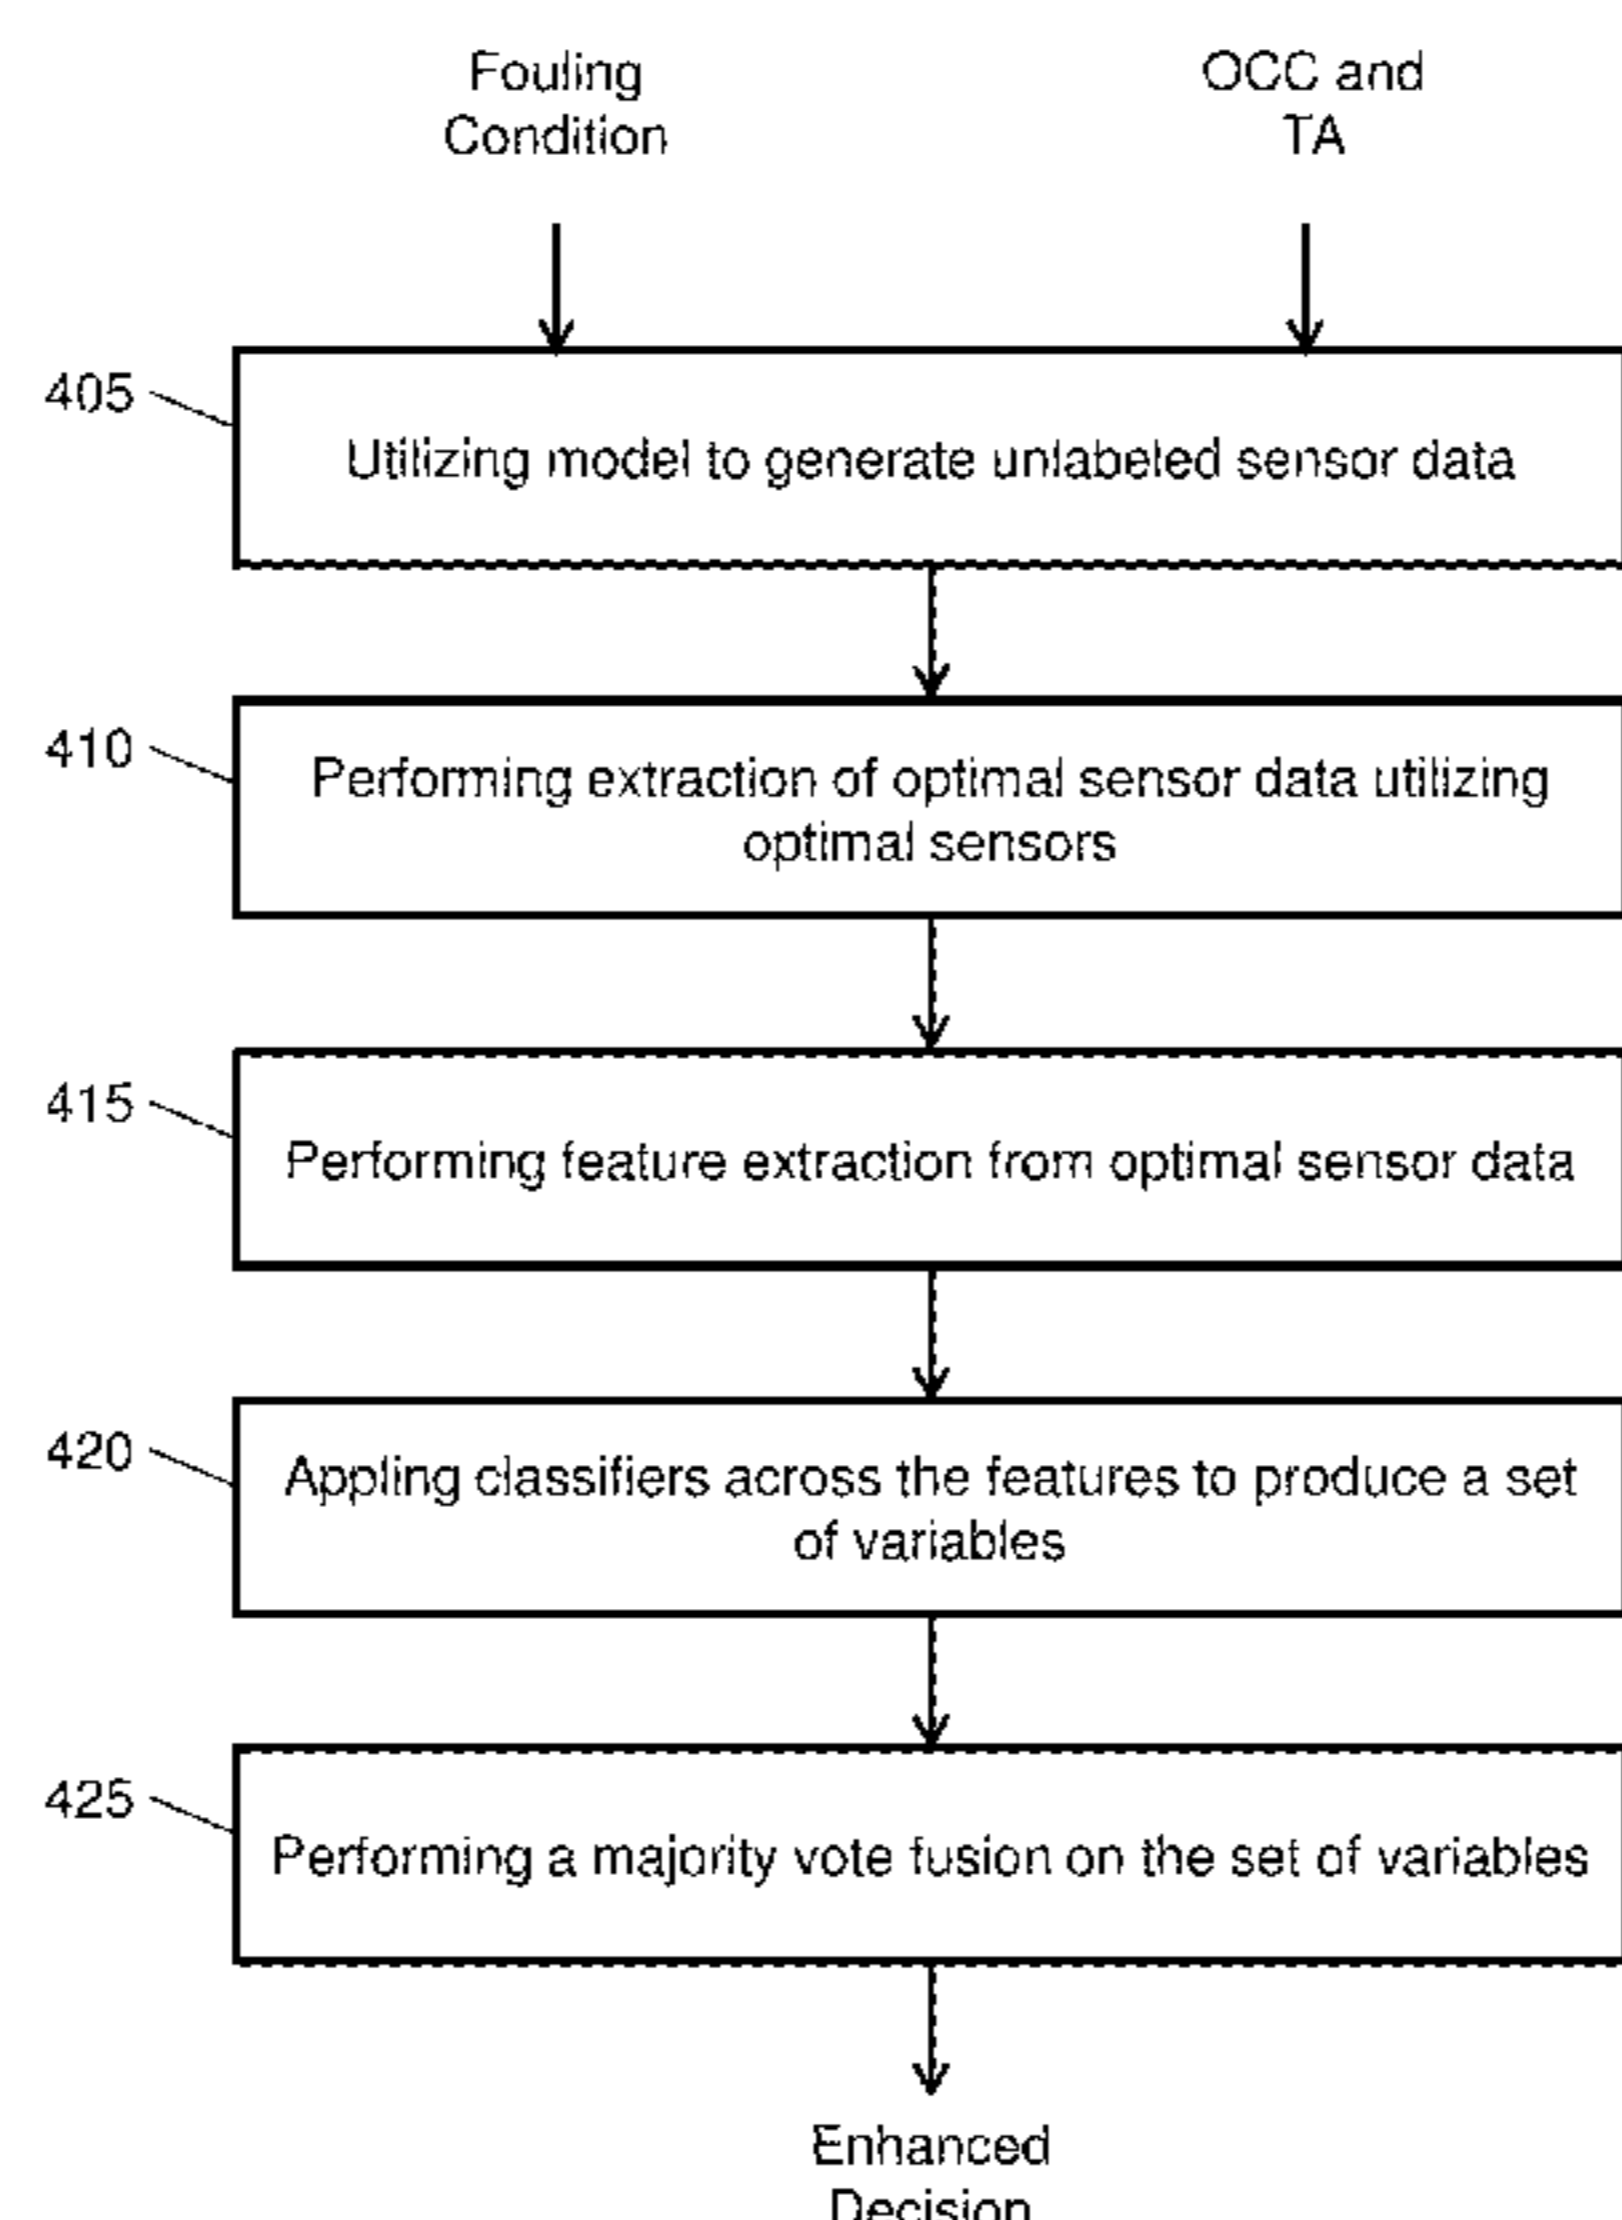 Fouling
Condition
OCC and
TA
405
Utilizing model to generate unlabeled sensor data
410
Performing extraction of optimal sensor data utilizing
optimal sensors
415
Performing feature extraction from optimal sensor data
420
Appling classifiers across the features to produce a set
of variables
425
Performing a majority vote fusion on the set of variables
Enhanced
Decision